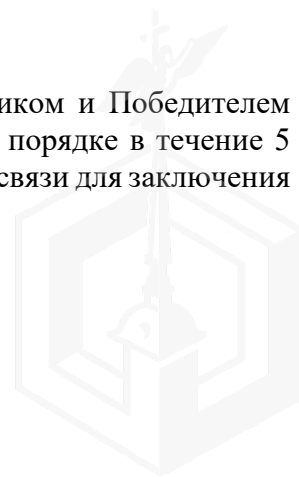 иком и Победителем
порядке в течение 5
связи для заключения